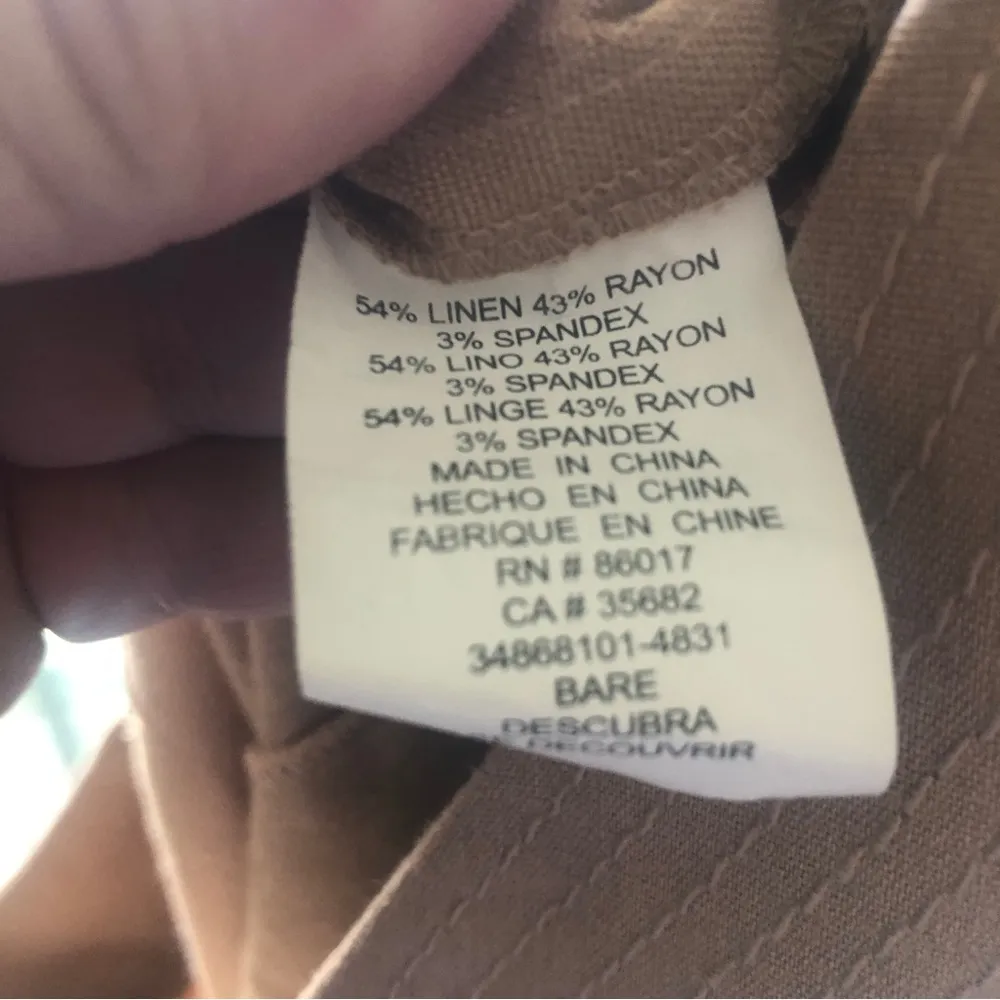 54% LINEN 43% RAYON
3% SPANDEX
54% LINO 43% RAYON
3% SPANDEX
54% LINGE 43% RAYON
3% SPANDEX
MADE IN CHINA
HECHO EN CHINA
FABRIQUE EN CHINE
RN # 86017
CA # 35682
34868101-4831
BARE
DESCUBRA
DECOUVRIR